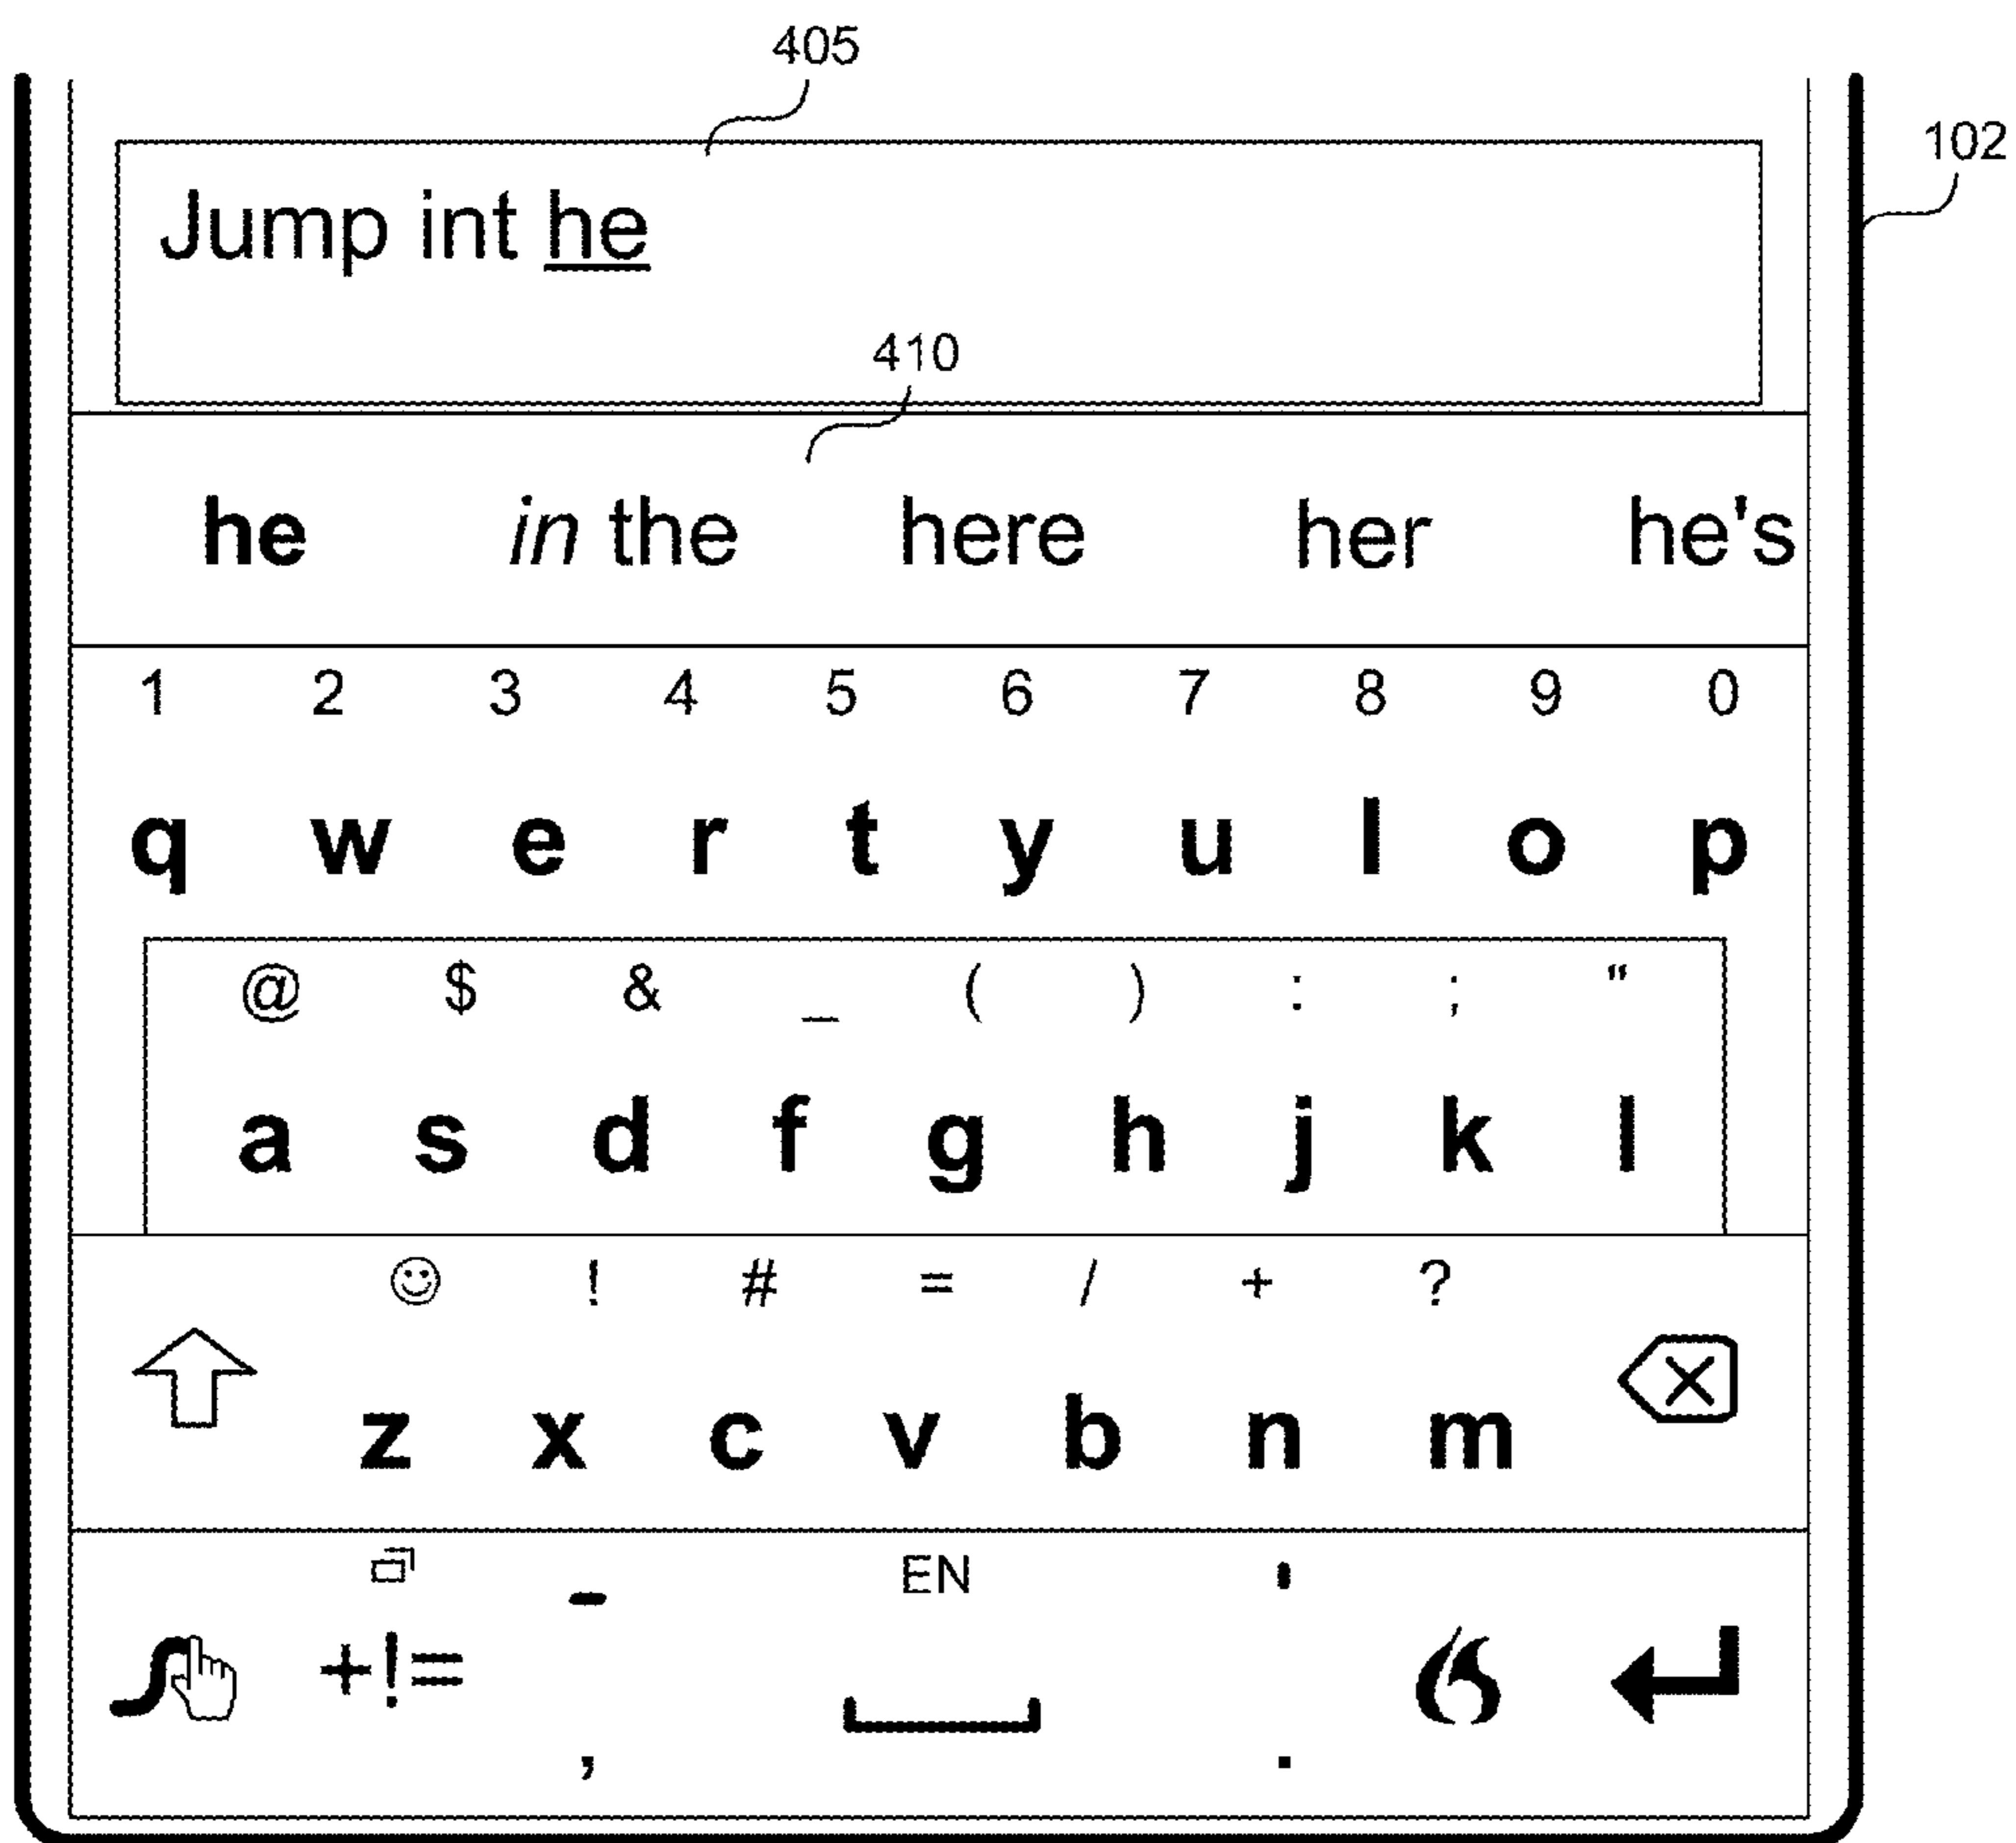 405
102
Jump int he
410
he in the here her he's
1 2 3 4 5 6 7 8 9 0
q w e r t y u l o p
@ $ & _ ( ) : ; "
a s d f g h j k l
☺ ! # = / + ?
z x c v b n m
- EN '
+!=
, .